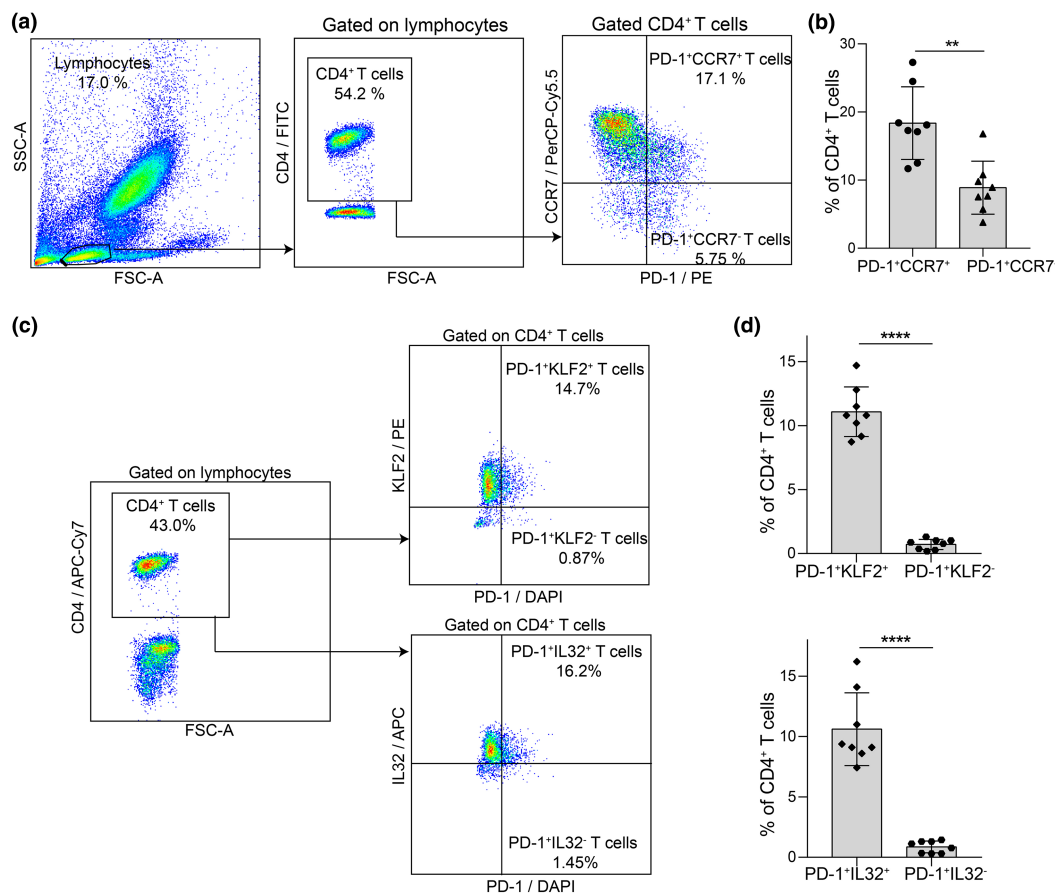 (a)
Gated on lymphocytes
Gated CD4⁺ T cells
Lymphocytes
17.0 %
SSC-A
FSC-A
CD4⁺ T cells
54.2 %
CD4 / FITC
FSC-A
PD-1⁺CCR7⁺ T cells
17.1 %
CCR7 / PerCP-Cy5.5
PD-1⁺CCR7⁻ T cells
5.75 %
PD-1 / PE
(b)
% of CD4⁺ T cells
30
20
10
0
**
PD-1⁺CCR7⁺
PD-1⁺CCR7
(c)
Gated on lymphocytes
CD4⁺ T cells
43.0%
CD4 / APC-Cy7
FSC-A
Gated on CD4⁺ T cells
PD-1⁺KLF2⁺ T cells
14.7%
KLF2 / PE
PD-1⁺KLF2⁻ T cells
0.87%
PD-1 / DAPI
Gated on CD4⁺ T cells
PD-1⁺IL32⁺ T cells
16.2%
IL32 / APC
PD-1⁺IL32⁻ T cells
1.45%
PD-1 / DAPI
(d)
% of CD4⁺ T cells
15
10
5
0
****
PD-1⁺KLF2⁺
PD-1⁺KLF2⁻
% of CD4⁺ T cells
15
10
5
0
****
PD-1⁺IL32⁺
PD-1⁺IL32⁻